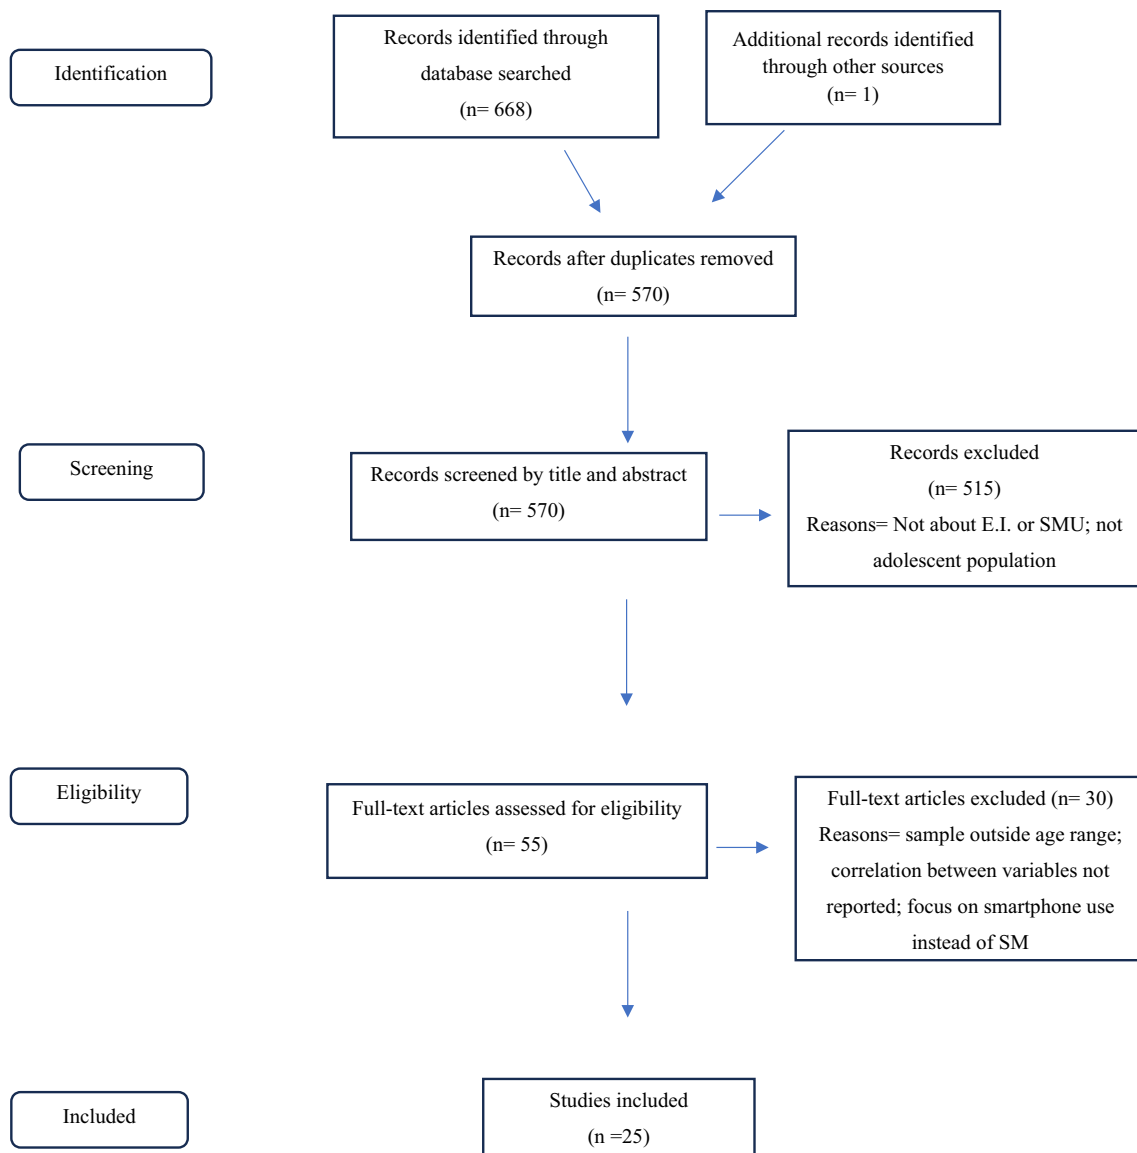 Identification
Records identified through
database searched
(n= 668)
Additional records identified
through other sources
(n= 1)
Records after duplicates removed
(n= 570)
Screening
Records screened by title and abstract
(n= 570)
Records excluded
(n= 515)
Reasons= Not about E.I. or SMU; not
adolescent population
Eligibility
Full-text articles assessed for eligibility
(n= 55)
Full-text articles excluded (n= 30)
Reasons= sample outside age range;
correlation between variables not
reported; focus on smartphone use
instead of SM
Included
Studies included
(n =25)